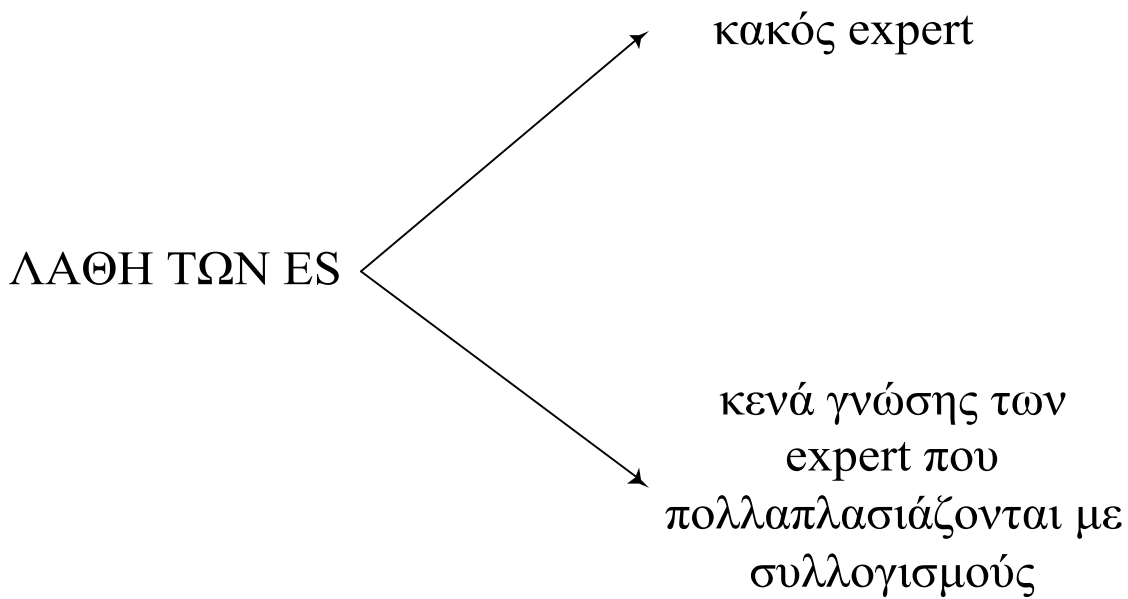 κακός expert
ΛΑΘΗ ΤΩΝ ES
κενά γνώσης των
expert που
πολλαπλασιάζονται με
συλλογισμούς